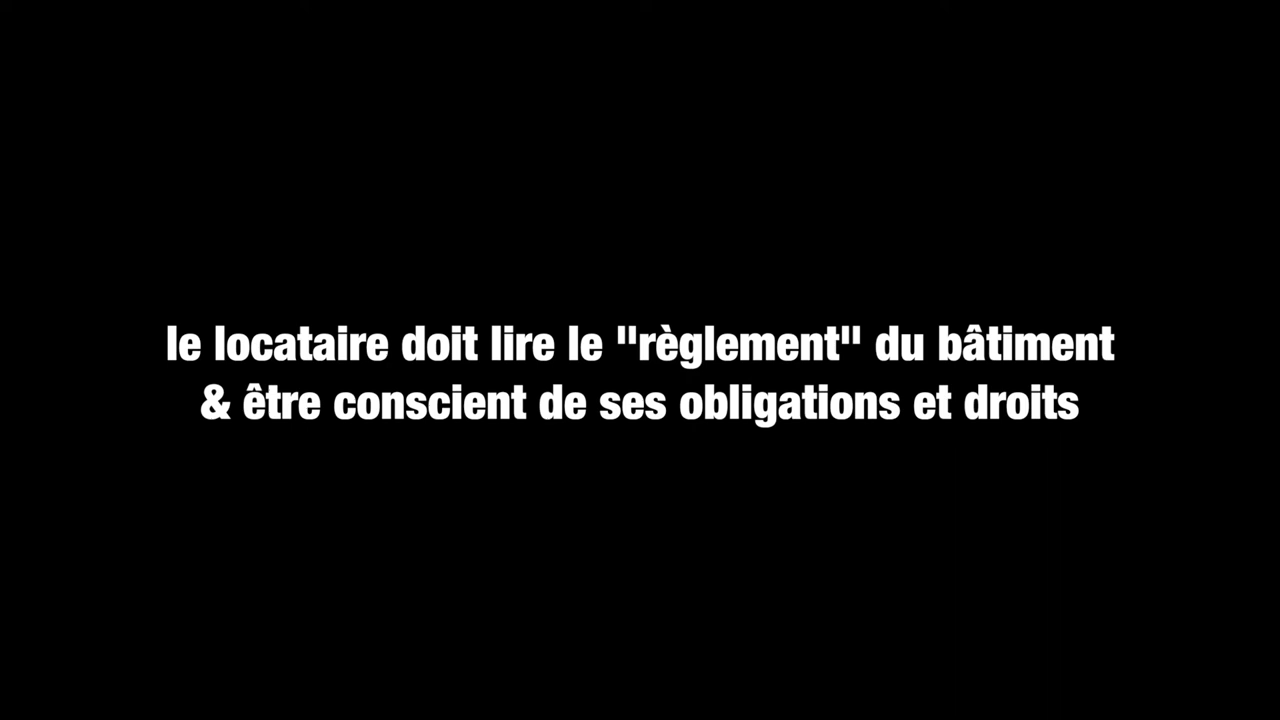 le locataire doit lire le "règlement" du bâtiment
& être conscient de ses obligations et droits